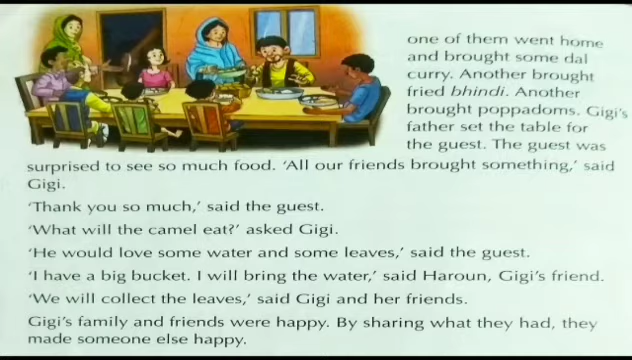 one of them went home
and brought some dal
curry. Another brought
fried bhindi. Another
brought poppadoms. Gigi's
father set the table for
the guest. The guest was
surprised to see so much food. 'All our friends brought something,' said
Gigi.
'Thank you so much,' said the guest.
'What will the camel eat?' asked Gigi.
'He would love some water and some leaves,' said the guest.
'I have a big bucket. I will bring the water,' said Haroun, Gigi's friend.
'We will collect the leaves,' said Gigi and her friends.
Gigi's family and friends were happy. By sharing what they had, they
made someone else happy.